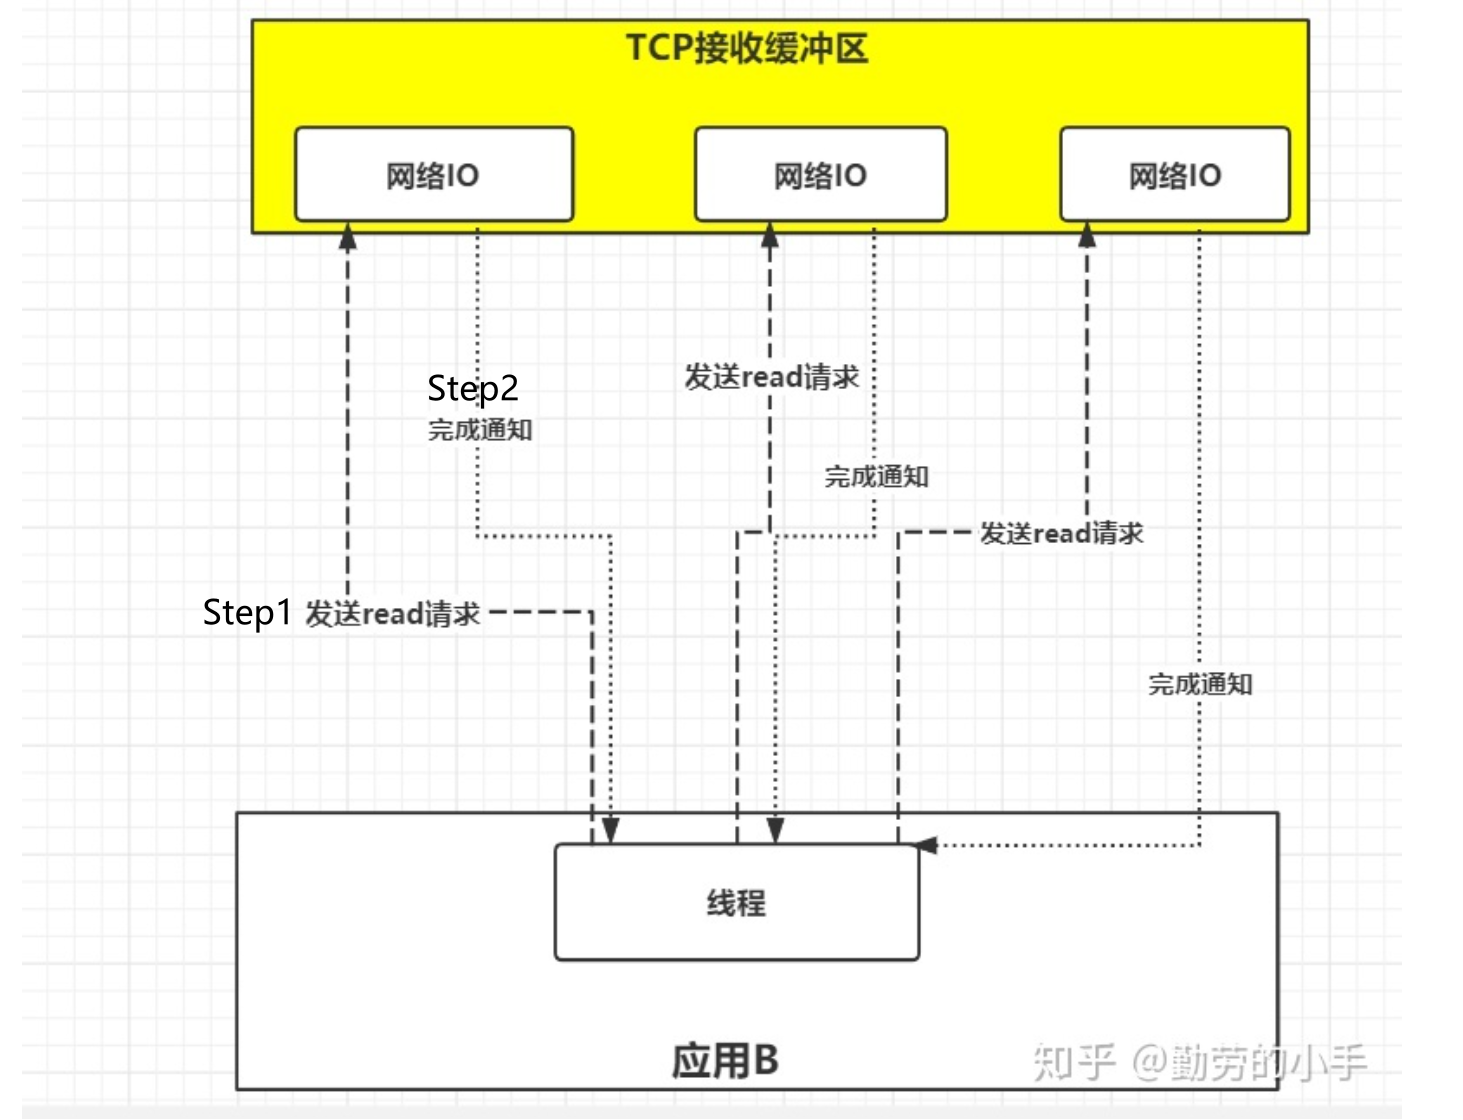 TCP接收缓冲区
网络IO
网络IO
网络IO
发送read请求
Step2
完成通知
完成通知
发送read请求
Step1 发送read请求
完成通知
线程
应用B
知乎 @勤劳的小手